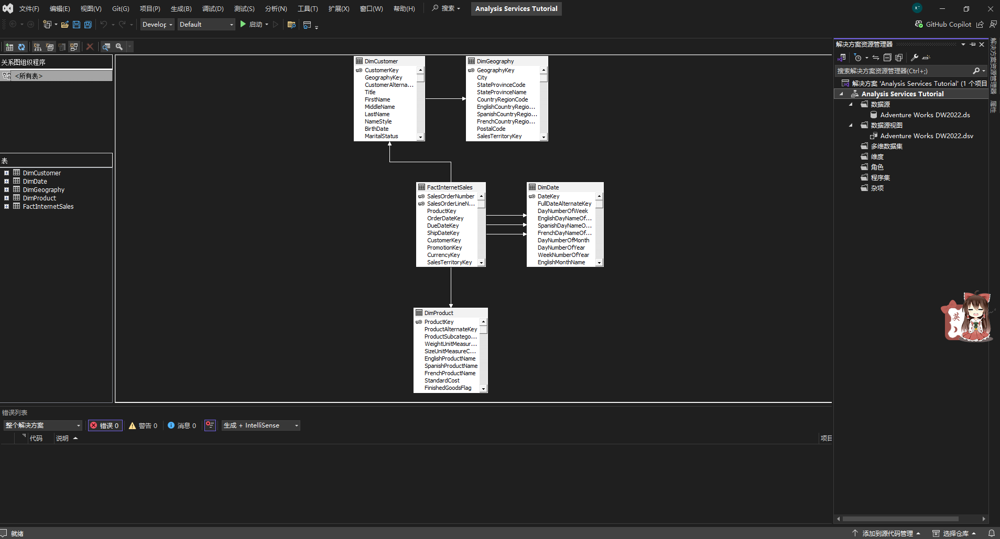 文件(F) 编辑(E) 视图(V) Git(G) 项目(P) 生成(B) 调试(D) 测试(S) 分析(N) 工具(T) 扩展(X) 窗口(W) 帮助(H) 搜索 Analysis Services Tutorial
Develop Default 启动 GitHub Copilot
关系图组织程序
<所有表>
表
DimCustomer
DimDate
DimGeography
DimProduct
FactInternetSales
DimCustomer
CustomerKey
GeographyKey
CustomerAlterna...
Title
FirstName
MiddleName
LastName
NameStyle
BirthDate
MaritalStatus
DimGeography
GeographyKey
City
StateProvinceCode
StateProvinceName
CountryRegionCode
EnglishCountryRegio...
SpanishCountryRegio...
FrenchCountryRegio...
PostalCode
SalesTerritoryKey
FactInternetSales
SalesOrderNumber
SalesOrderLineN...
ProductKey
OrderDateKey
DueDateKey
ShipDateKey
CustomerKey
PromotionKey
CurrencyKey
SalesTerritoryKey
DimDate
DateKey
FullDateAlternateKey
DayNumberOfWeek
EnglishDayNameOf...
SpanishDayNameO...
FrenchDayNameOf...
DayNumberOfMonth
DayNumberOfYear
WeekNumberOfYear
EnglishMonthName
DimProduct
ProductKey
ProductAlternateKey
ProductSubcatego...
WeightUnitMeasur...
SizeUnitMeasureC...
EnglishProductName
SpanishProductName
FrenchProductName
StandardCost
FinishedGoodsFlag
解决方案资源管理器
搜索解决方案资源管理器(Ctrl+;)
解决方案 'Analysis Services Tutorial' (1 个项目
Analysis Services Tutorial
数据源
Adventure Works DW2022.ds
数据源视图
Adventure Works DW2022.dsv
多维数据集
维度
角色
程序集
杂项
解决方案资源管理器
属性
英
错误列表
整个解决方案 错误 0 警告 0 消息 0 生成 + IntelliSense
代码 说明 项目
就绪 添加到源代码管理 选择仓库